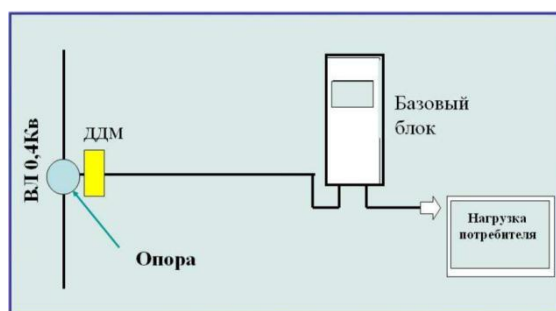 ВЛ 0,4Кв
ДДМ
Опора
Базовый
блок
Нагрузка
потребителя